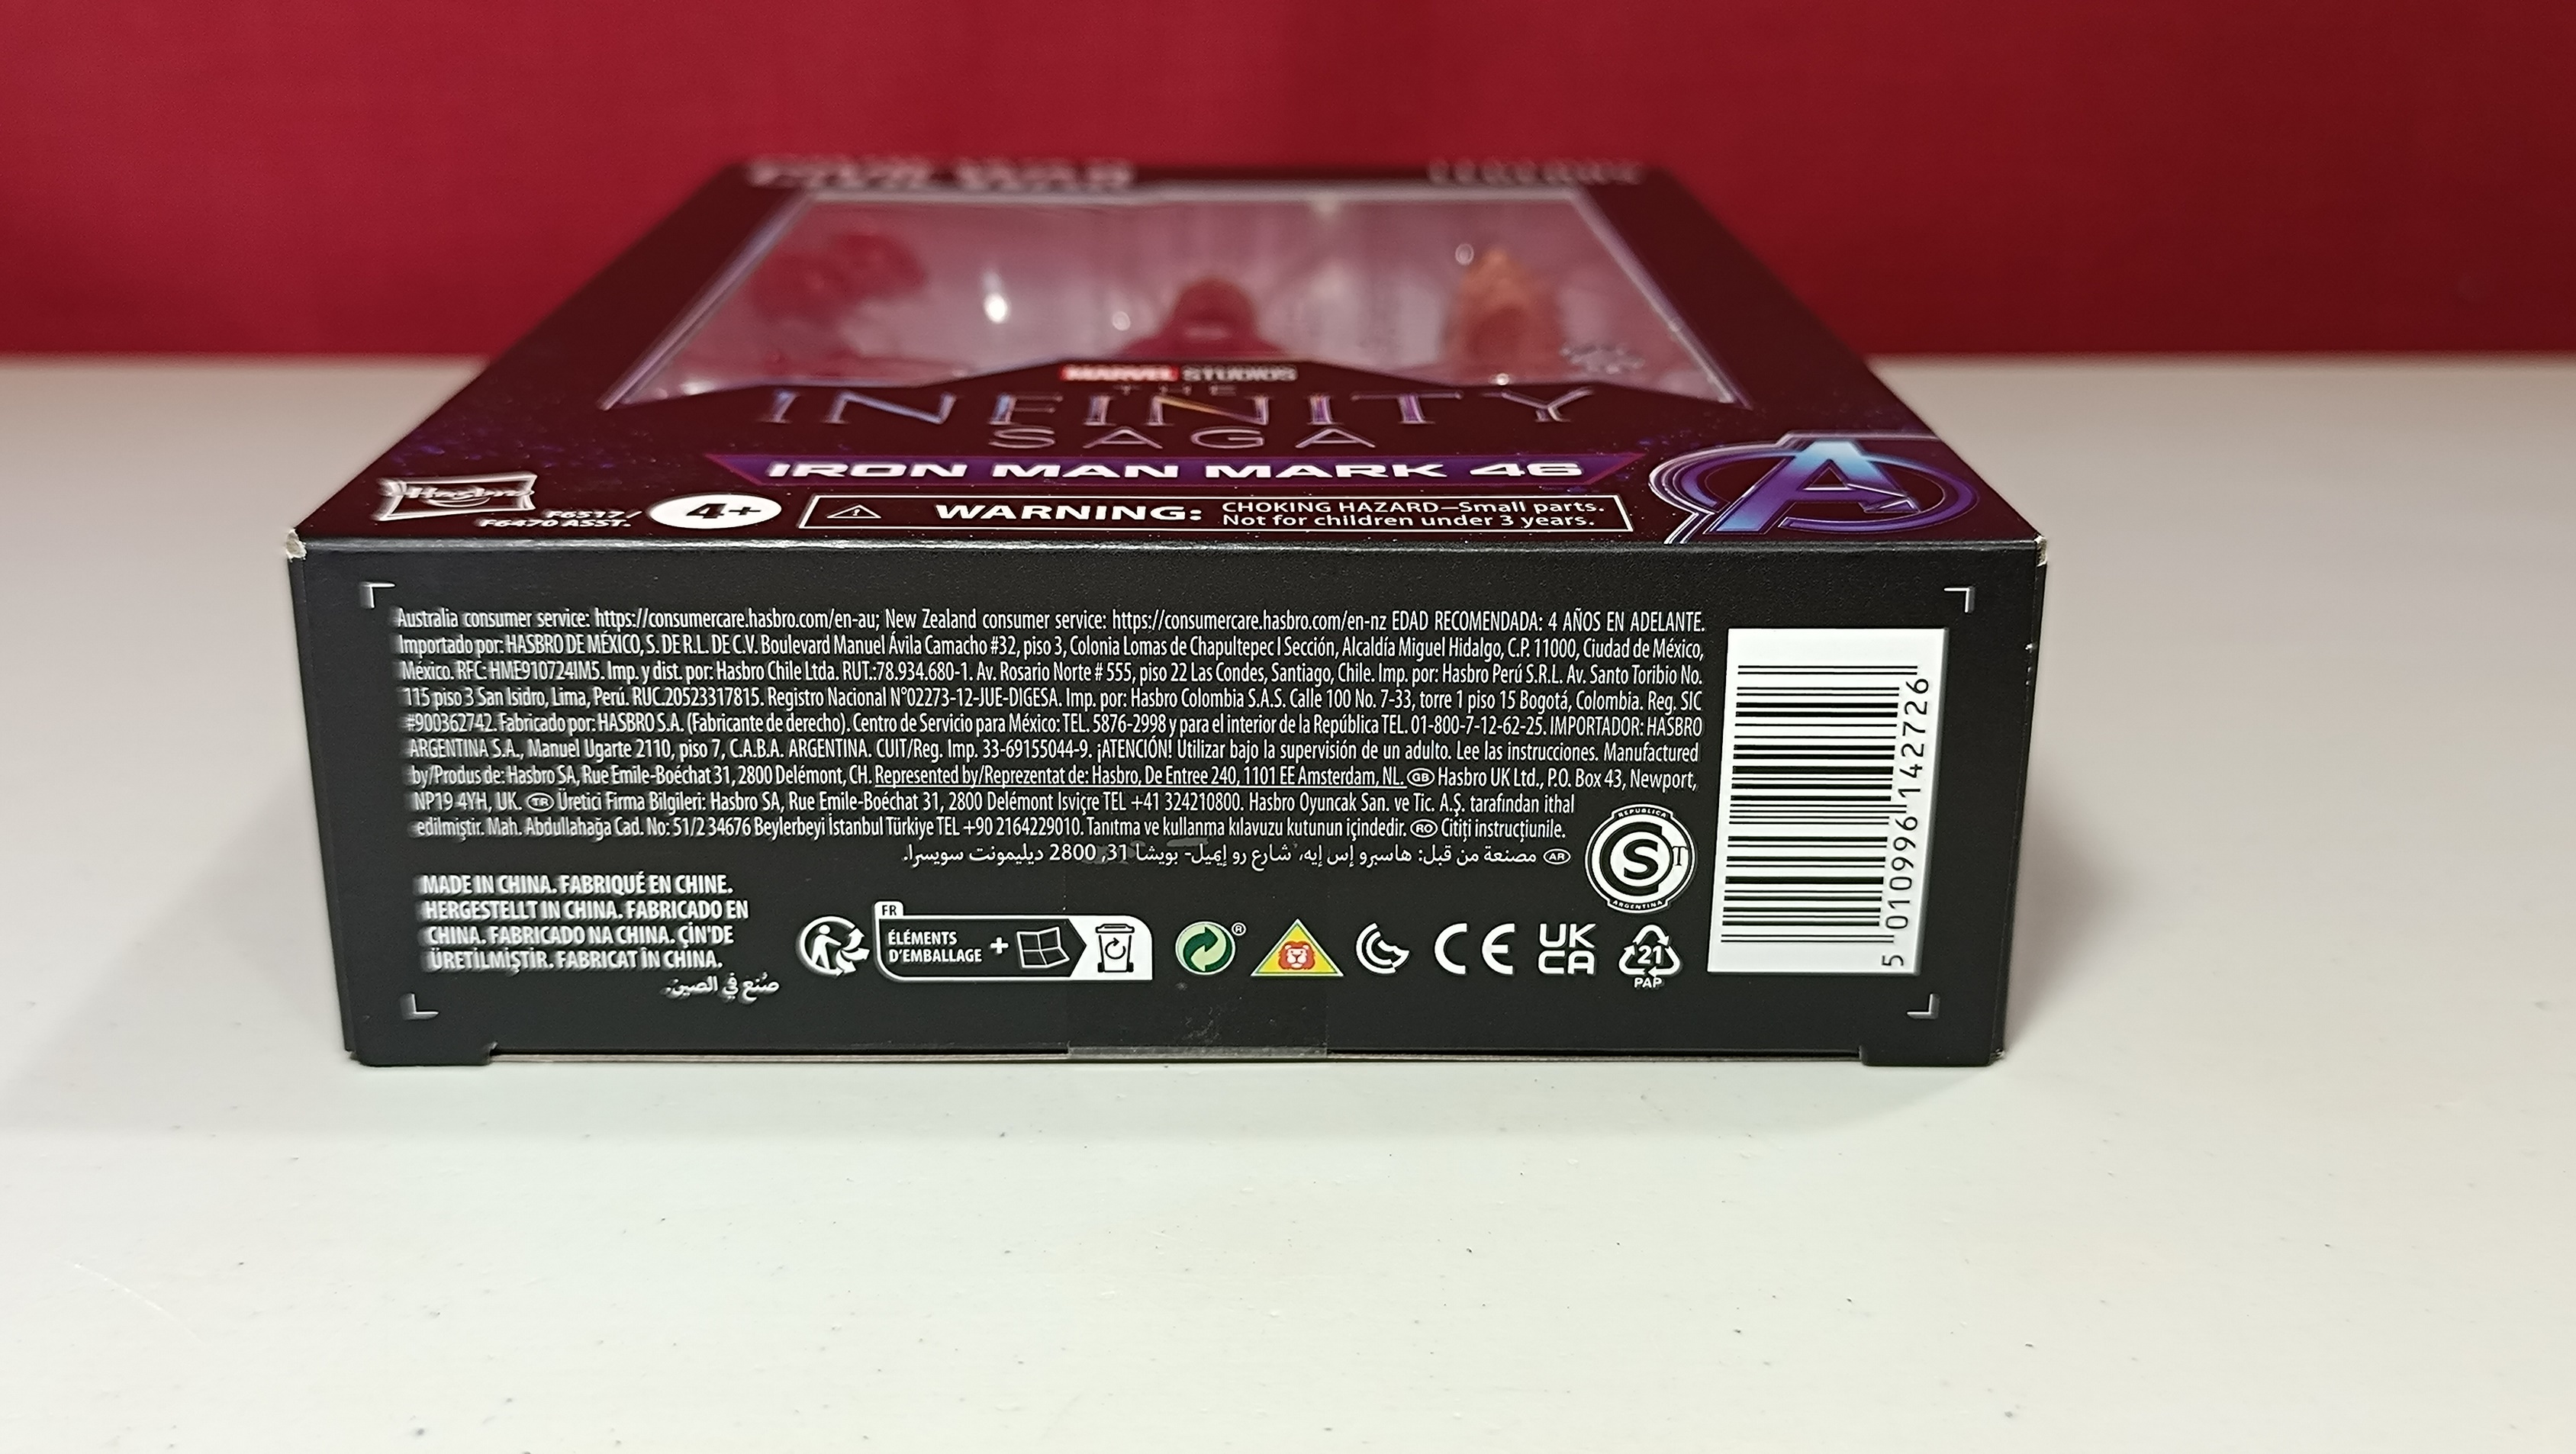 MARVEL STUDIOS
THE
INFINITY
SAGA
IRON MAN MARK 46
Hasbro
F6517/
F6470 ASST.
4+
WARNING:
CHOKING HAZARD—Small parts.
Not for children under 3 years.
Australia consumer service: https://consumercare.hasbro.com/en-au; New Zealand consumer service: https://consumercare.hasbro.com/en-nz EDAD RECOMENDADA: 4 AÑOS EN ADELANTE.
Importado por: HASBRO DE MÉXICO, S. DE R.L. DE C.V. Boulevard Manuel Ávila Camacho #32, piso 3, Colonia Lomas de Chapultepec I Sección, Alcaldía Miguel Hidalgo, C.P. 11000, Ciudad de México,
México. RFC: HME910724IM5. Imp. y dist. por: Hasbro Chile Ltda. RUT.:78.934.680-1. Av. Rosario Norte # 555, piso 22 Las Condes, Santiago, Chile. Imp. por: Hasbro Perú S.R.L. Av. Santo Toribio No.
115 piso 3 San Isidro, Lima, Perú. RUC.20523317815. Registro Nacional N°02273-12-JUE-DIGESA. Imp. por: Hasbro Colombia S.A.S. Calle 100 No. 7-33, torre 1 piso 15 Bogotá, Colombia. Reg. SIC
#900362742. Fabricado por: HASBRO S.A. (Fabricante de derecho). Centro de Servicio para México: TEL. 5876-2998 y para el interior de la República TEL. 01-800-7-12-62-25. IMPORTADOR: HASBRO
ARGENTINA S.A., Manuel Ugarte 2110, piso 7, C.A.B.A. ARGENTINA. CUIT/Reg. Imp. 33-69155044-9. ¡ATENCIÓN! Utilizar bajo la supervisión de un adulto. Lee las instrucciones. Manufactured
by/Produs de: Hasbro SA, Rue Emile-Boéchat 31, 2800 Delémont, CH. Represented by/Reprezentat de: Hasbro, De Entree 240, 1101 EE Amsterdam, NL. GB Hasbro UK Ltd., P.O. Box 43, Newport,
NP19 4YH, UK. TR Üretici Firma Bilgileri: Hasbro SA, Rue Emile-Boéchat 31, 2800 Delémont Isviçre TEL +41 324210800. Hasbro Oyuncak San. ve Tic. A.Ş. tarafından ithal
edilmiştir. Mah. Abdullahağa Cad. No: 51/2 34676 Beylerbeyi İstanbul Türkiye TEL +90 2164229010. Tanıtma ve kullanma kılavuzu kutunun içindedir. RO Citiți instrucțiunile.
AR مصنعة من قبل: هاسبرو إس إيه، شارع رو إميل- بويشا 31, 2800 ديليمونت سويسرا.
MADE IN CHINA. FABRIQUÉ EN CHINE.
HERGESTELLT IN CHINA. FABRICADO EN
CHINA. FABRICADO NA CHINA. ÇİN'DE
ÜRETİLMİŞTİR. FABRICAT ÎN CHINA.
صُنع في الصين.
FR
ÉLÉMENTS
D'EMBALLAGE
+
®
CE
UK
CA
21
PAP
REPUBLICA
S
T
ARGENTINA
5 010996 142726